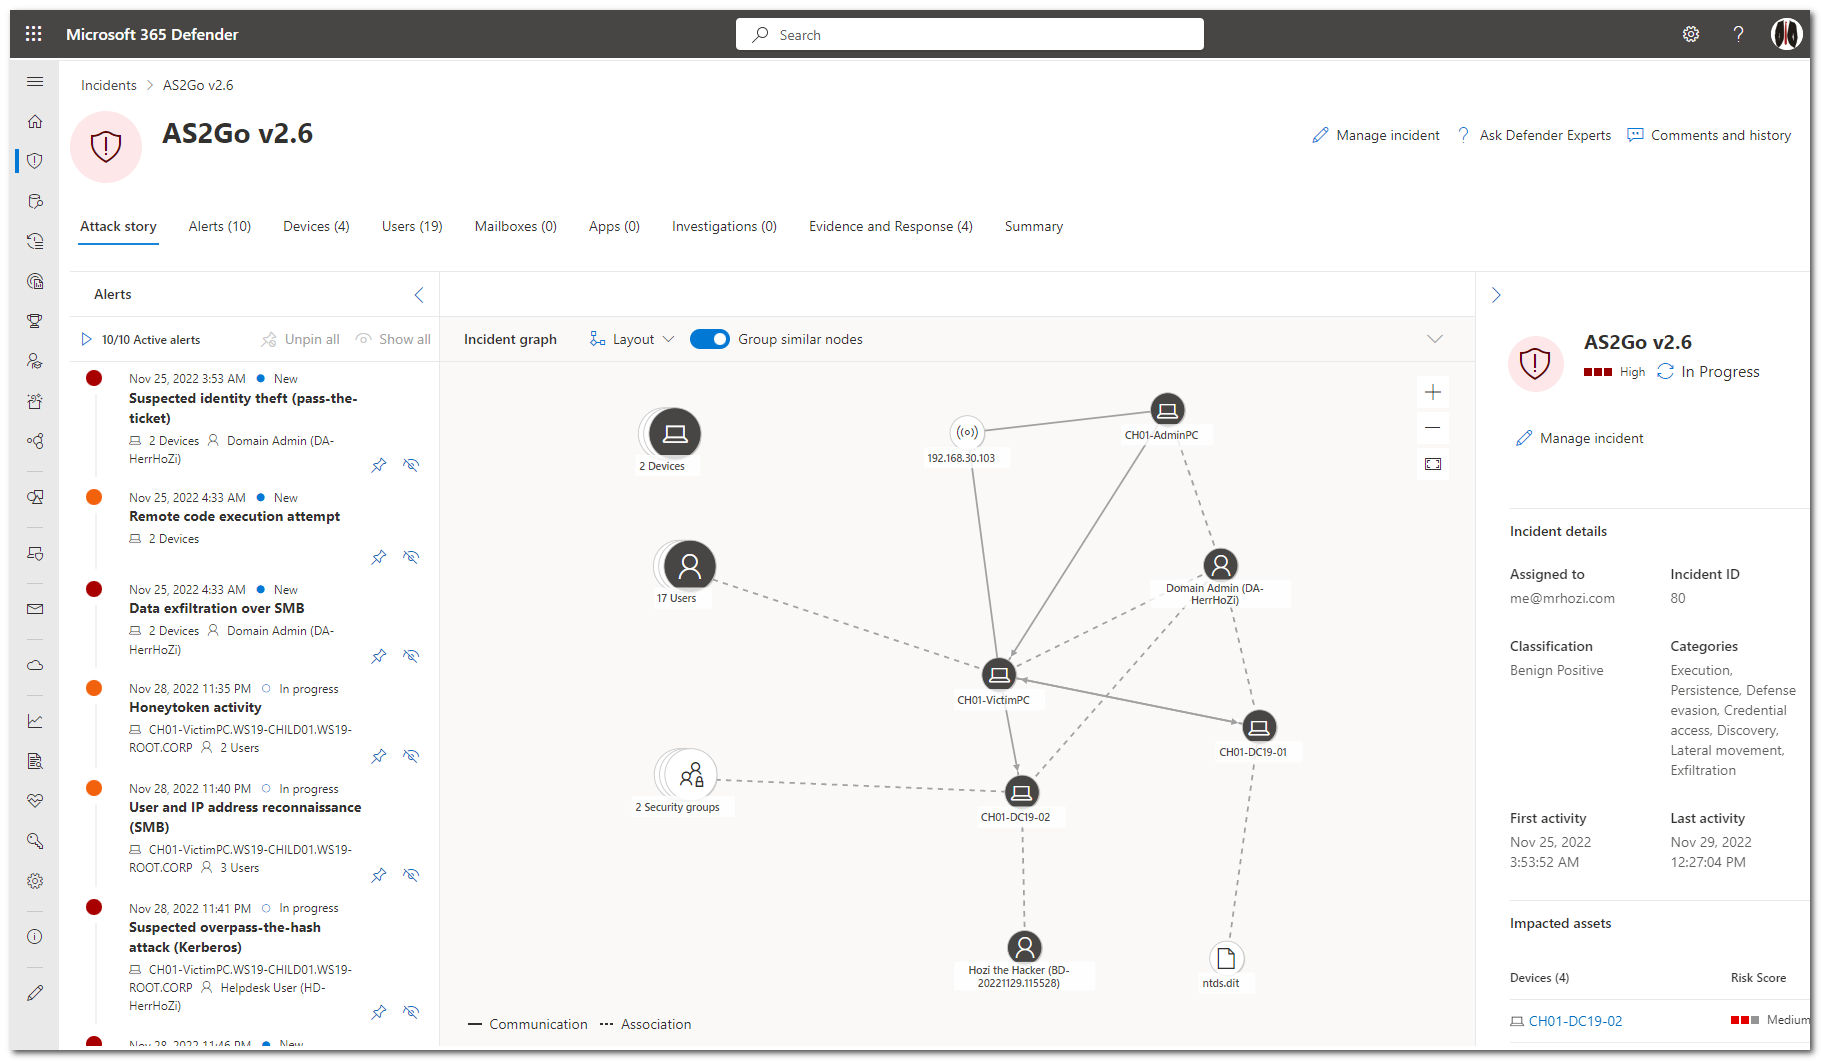 Microsoft 365 Defender
Search
Incidents > AS2Go v2.6
AS2Go v2.6
Manage incident
? Ask Defender Experts
Comments and history
Attack story
Alerts (10)
Devices (4)
Users (19)
Mailboxes (0)
Apps (0)
Investigations (0)
Evidence and Response (4)
Summary
Alerts
10/10 Active alerts
Unpin all
Show all
Nov 25, 2022 3:53 AM New
Suspected identity theft (pass-the-
ticket)
2 Devices Domain Admin (DA-
HerrHoZi)
Nov 25, 2022 4:33 AM New
Remote code execution attempt
2 Devices
Nov 25, 2022 4:33 AM New
Data exfiltration over SMB
2 Devices Domain Admin (DA-
HerrHoZi)
Nov 28, 2022 11:35 PM In progress
Honeytoken activity
CH01-VictimPC.WS19-CHILD01.WS19-
ROOT.CORP 2 Users
Nov 28, 2022 11:40 PM In progress
User and IP address reconnaissance
(SMB)
CH01-VictimPC.WS19-CHILD01.WS19-
ROOT.CORP 3 Users
Nov 28, 2022 11:41 PM In progress
Suspected overpass-the-hash
attack (Kerberos)
CH01-VictimPC.WS19-CHILD01.WS19-
ROOT.CORP Helpdesk User (HD-
HerrHoZi)
Nov 28, 2022 11:46 PM New
Incident graph
Layout
Group similar nodes
2 Devices
17 Users
2 Security groups
192.168.30.103
CH01-AdminPC
Domain Admin (DA-
HerrHoZi)
CH01-VictimPC
CH01-DC19-01
CH01-DC19-02
Hozi the Hacker (BD-
20221129.115528)
ntds.dit
Communication
Association
AS2Go v2.6
High In Progress
Manage incident
Incident details
Assigned to
me@mrhozi.com
Incident ID
80
Classification
Benign Positive
Categories
Execution,
Persistence, Defense
evasion, Credential
access, Discovery,
Lateral movement,
Exfiltration
First activity
Nov 25, 2022
3:53:52 AM
Last activity
Nov 29, 2022
12:27:04 PM
Impacted assets
Devices (4)
Risk Score
CH01-DC19-02
Medium